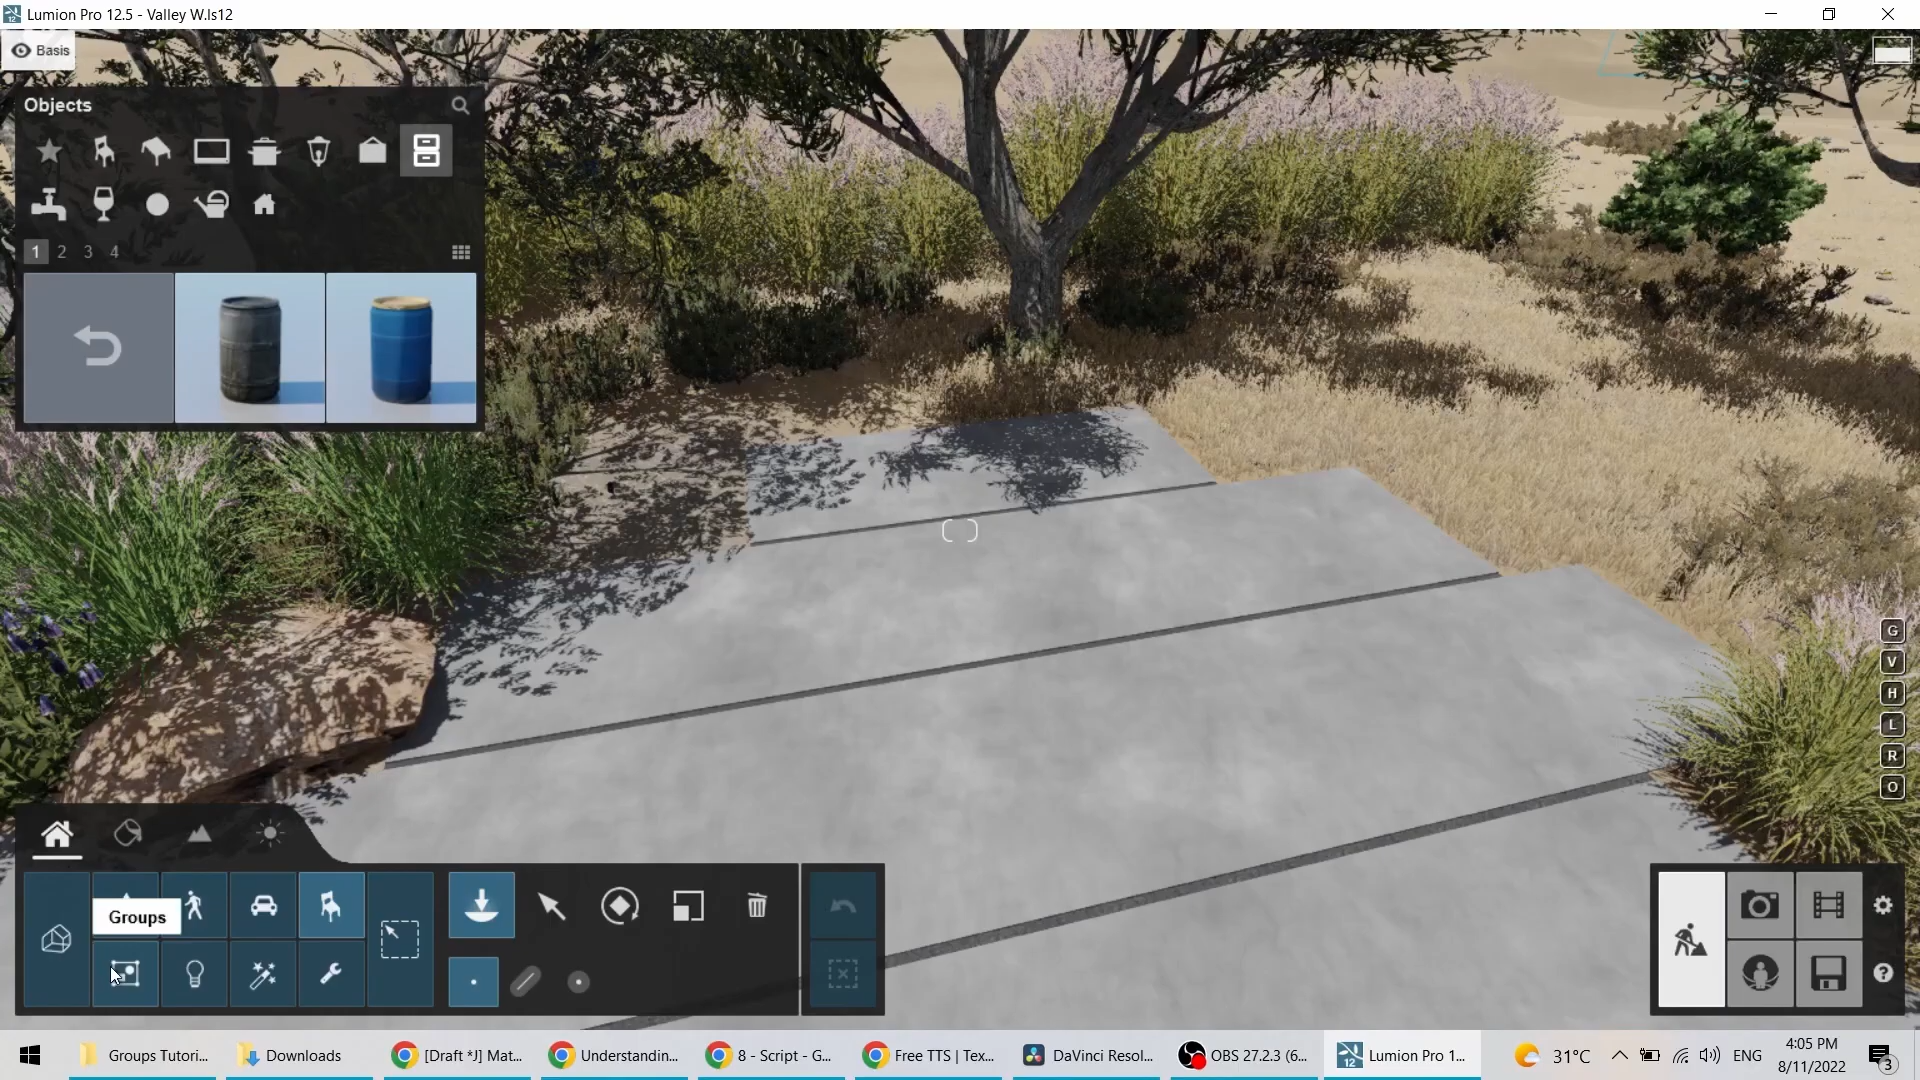 Lumion Pro 12.5 - Valley W.ls12
Basis
Objects
1 2 3 4
G
V
H
L
R
O
Groups
?
Groups Tutori...
Downloads
[Draft *J] Mat...
Understandin...
8 - Script - G...
Free TTS | Tex...
DaVinci Resol...
OBS 27.2.3 (6...
12
Lumion Pro 1...
31°C
ENG
4:05 PM
8/11/2022
3